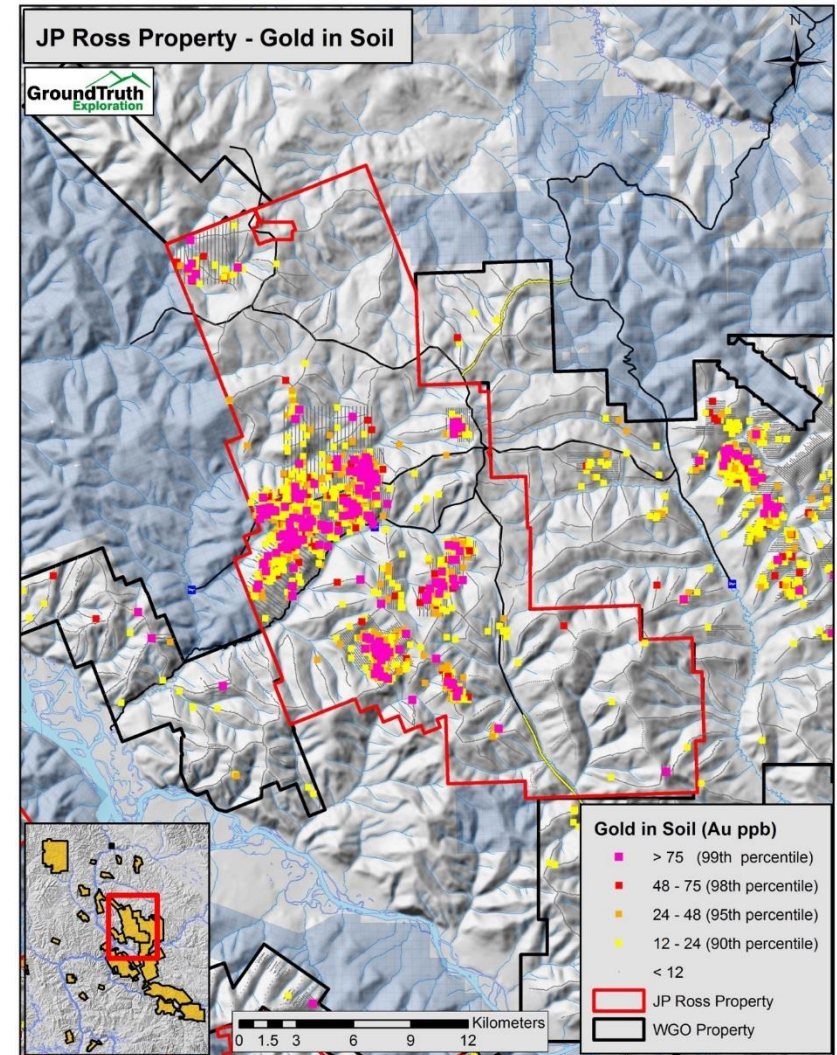 JP Ross Property - Gold in Soil
GroundTruth
Exploration
N
Gold in Soil (Au ppb)
> 75 (99th percentile)
48 - 75 (98th percentile)
24 - 48 (95th percentile)
12 - 24 (90th percentile)
< 12
JP Ross Property
WGO Property
Kilometers
0 1.5 3 6 9 12